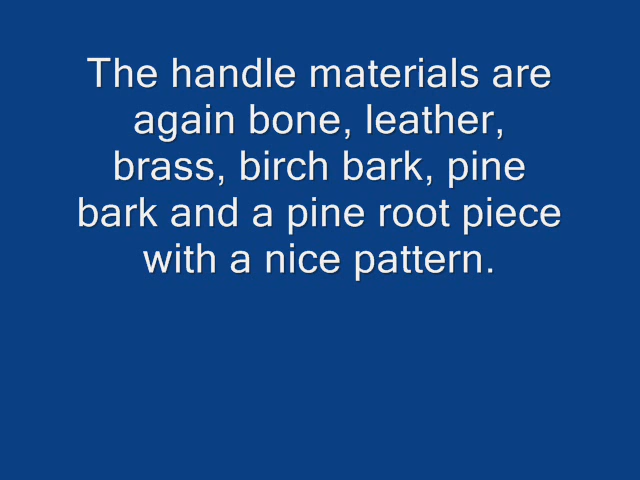 The handle materials are
again bone, leather,
brass, birch bark, pine
bark and a pine root piece
with a nice pattern.